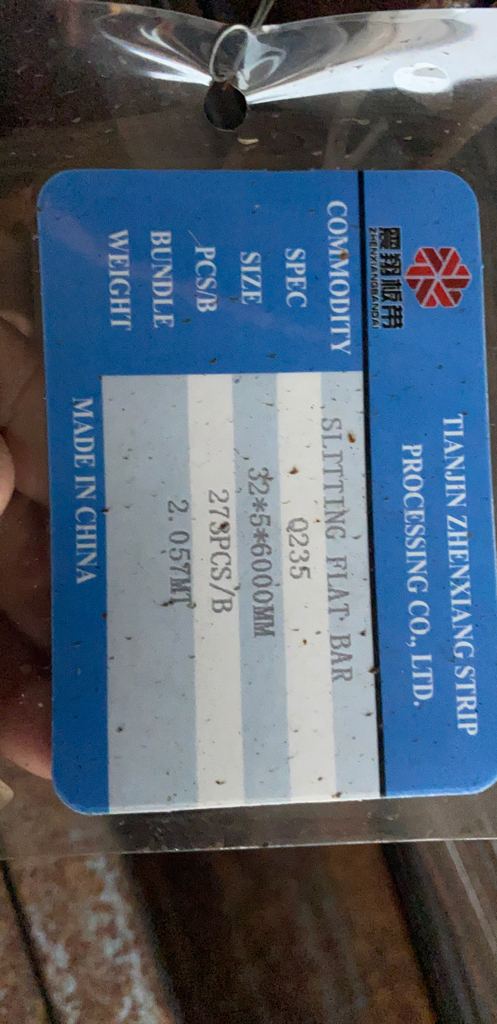 震翔板带
ZHENXIANGBANDAI
TIANJIN ZHENXIANG STRIP
PROCESSING CO., LTD.
COMMODITY SLITTING FLAT BAR
SPEC Q235
SIZE 32*5*6000MM
PCS/B 273PCS/B
BUNDLE 2.057MT
WEIGHT
MADE IN CHINA